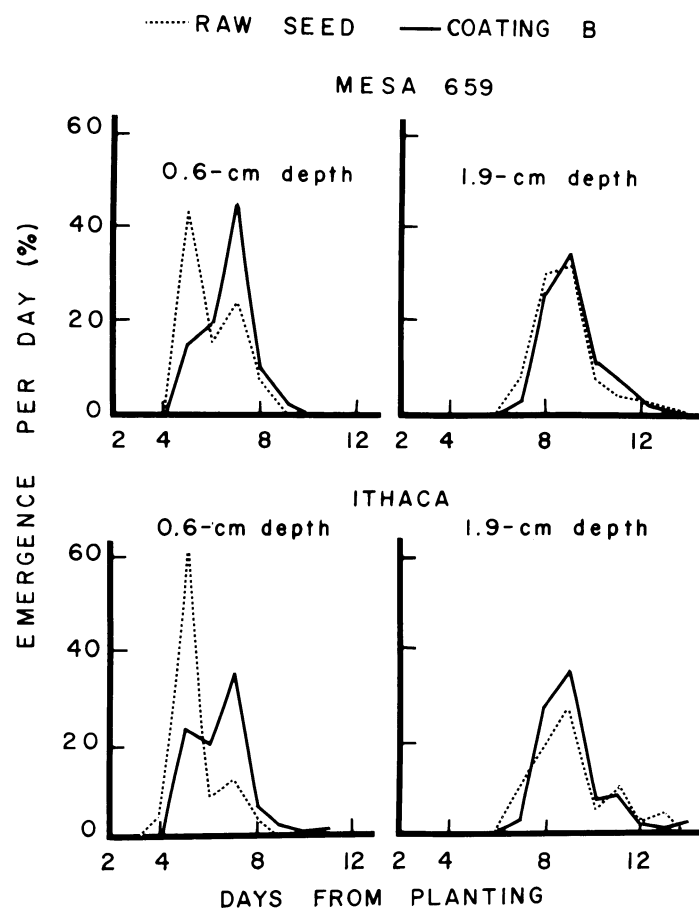 RAW SEED COATING B
MESA 659
60 0.6-cm depth 1.9-cm depth
40
20
0
2 4 8 12 2 4 8 12
ITHACA
0.6-cm depth 1.9-cm depth
60
40
20
0
2 4 8 12 2 4 8 12
DAYS FROM PLANTING
EMERGENCE PER DAY (%)